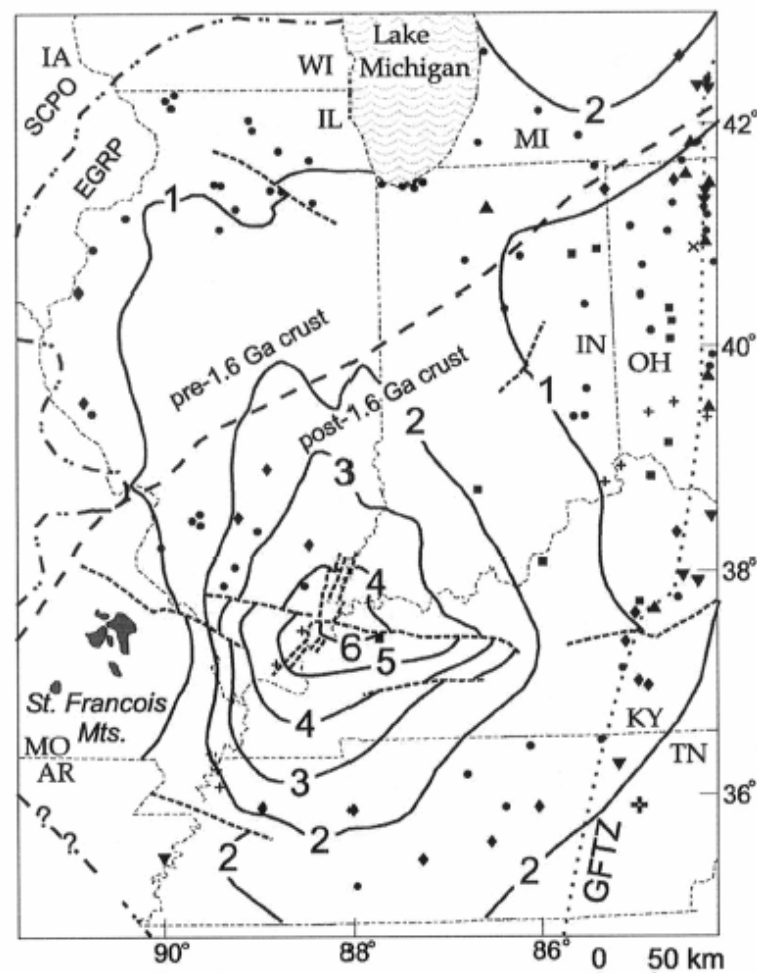 Lake
Michigan
IA
WI
SCPO
IL
2
42°
MI
EGRP
1
pre-1.6 Ga crust
40°
IN
OH
post-1.6 Ga crust
1
2
3
4
38°
6
5
St. Francois
Mts.
4
KY
MO
TN
AR
3
36°
2
?
?
2
2
GFTZ
90°
88°
86°
0 50 km